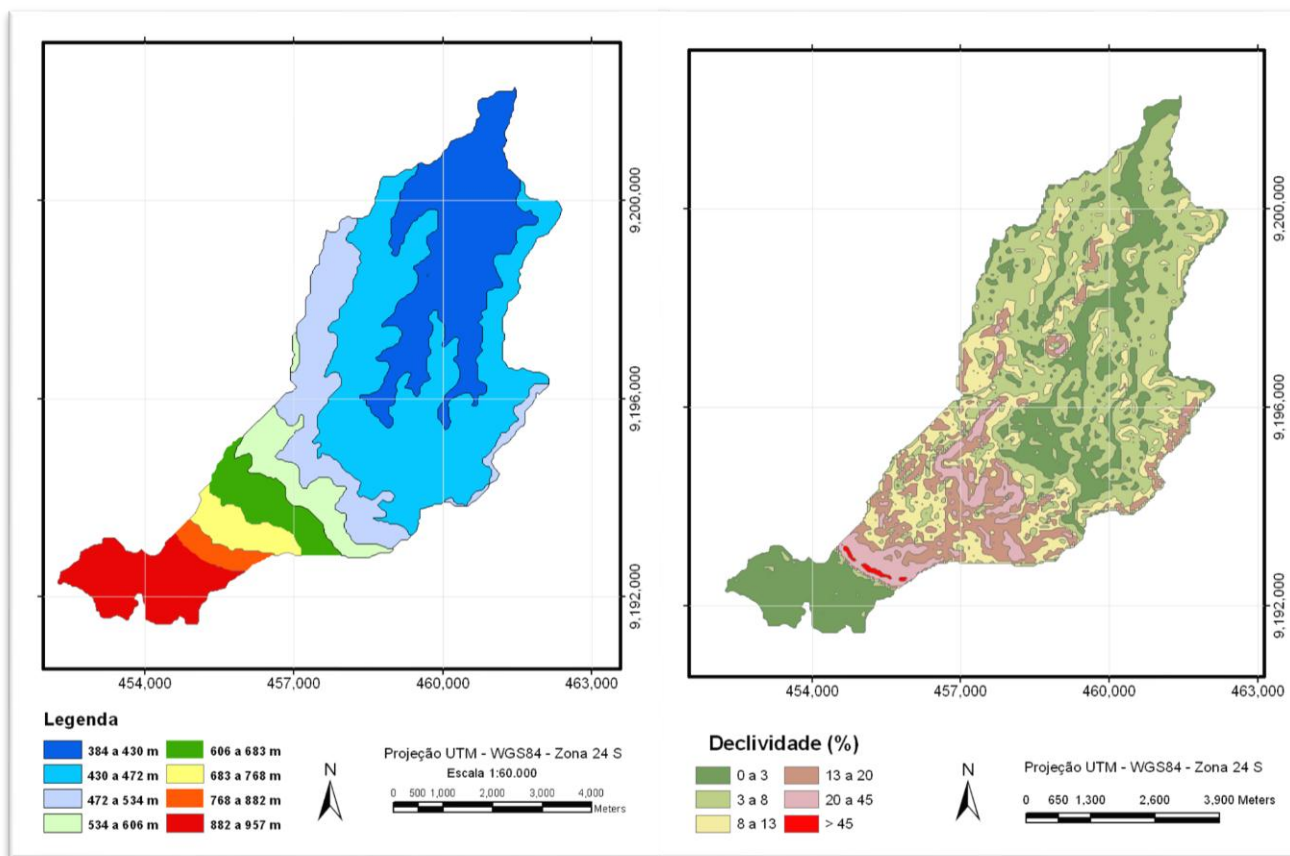 9,200,000
9,196,000
9,192,000
454,000 457,000 460,000 463,000
Legenda
384 a 430 m
430 a 472 m
472 a 534 m
534 a 606 m
606 a 683 m
683 a 768 m
768 a 882 m
882 a 957 m
N
Projeção UTM - WGS84 - Zona 24 S
Escala 1:60.000
0 500 1,000 2,000 3,000 4,000
Meters
9,200,000
9,196,000
9,192,000
454,000 457,000 460,000 463,000
Declividade (%)
0 a 3
3 a 8
8 a 13
13 a 20
20 a 45
> 45
N
Projeção UTM - WGS84 - Zona 24 S
0 650 1,300 2,600 3,900
Meters